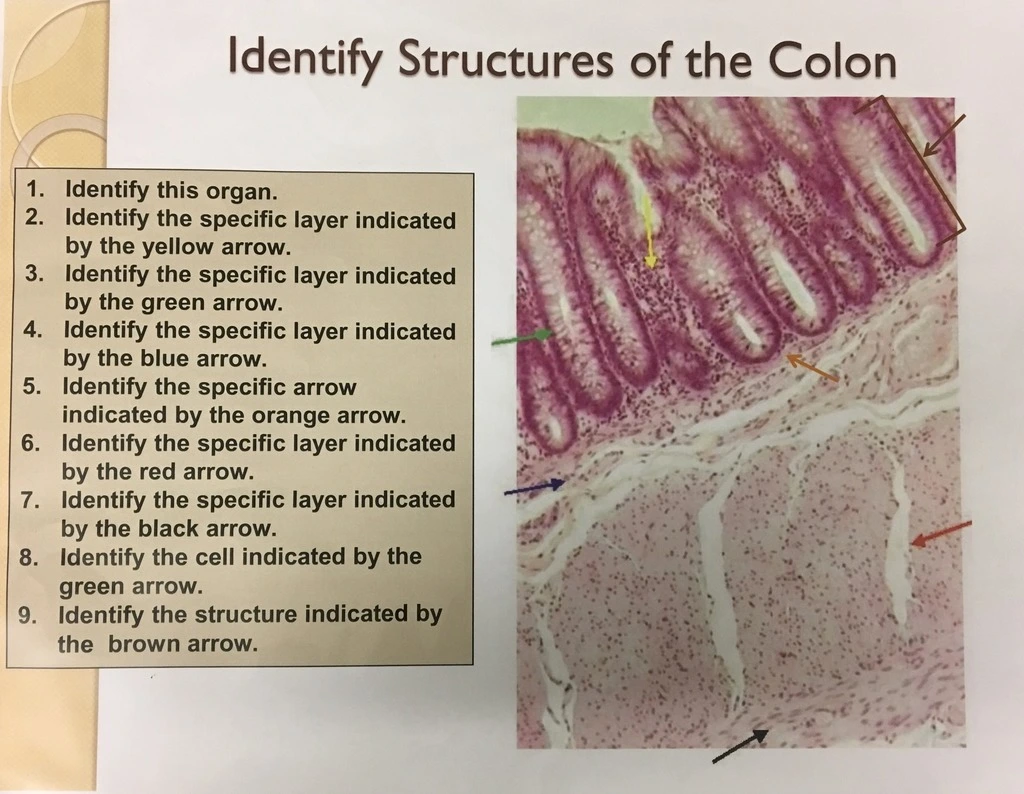 Identify Structures of the Colon
1. Identify this organ.
2. Identify the specific layer indicated
by the yellow arrow.
3. Identify the specific layer indicated
by the green arrow.
4. Identify the specific layer indicated
by the blue arrow.
5. Identify the specific arrow
indicated by the orange arrow.
6. Identify the specific layer indicated
by the red arrow.
7. Identify the specific layer indicated
by the black arrow.
8. Identify the cell indicated by the
green arrow.
9. Identify the structure indicated by
the brown arrow.